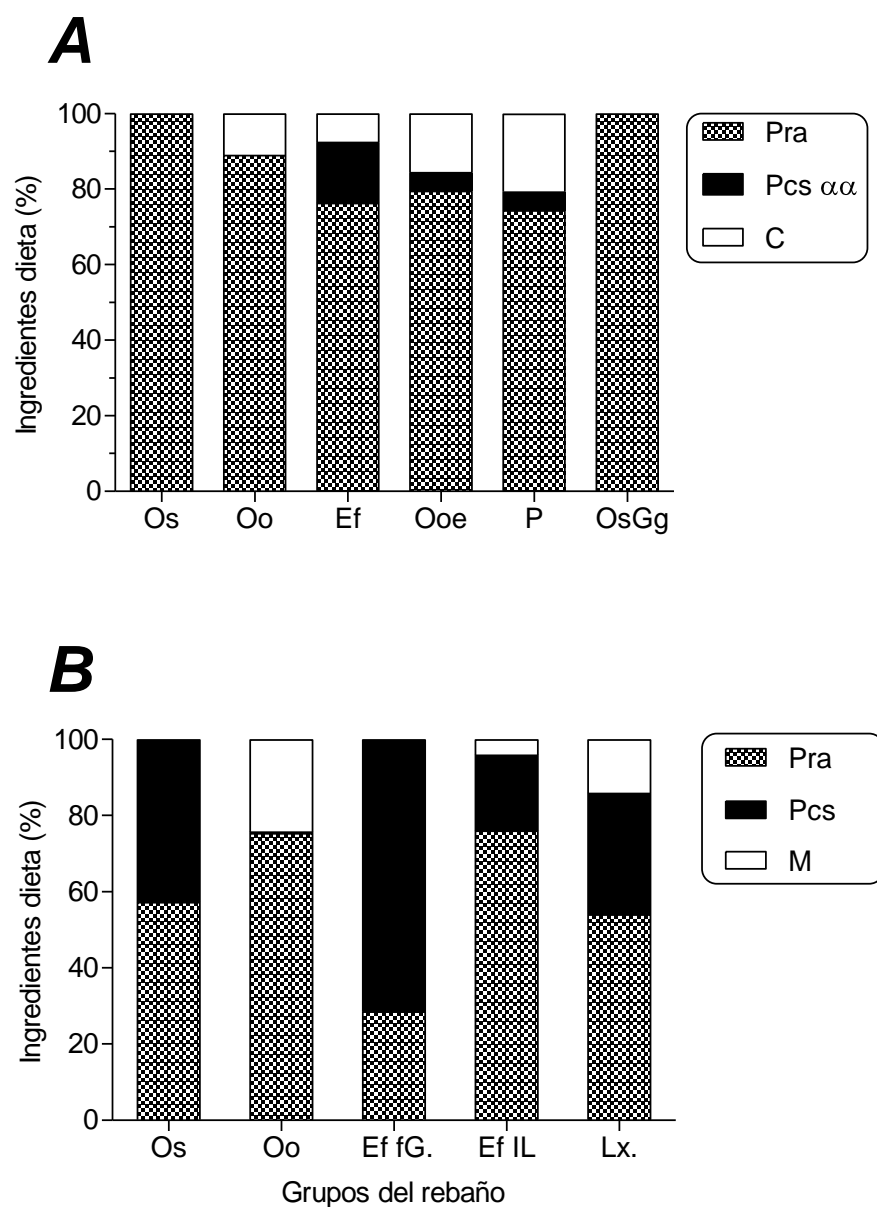 A
Ingredientes dieta (%)
100
80
60
40
20
0
Os Oo Ef Ooe P OsGg
Pra
Pcs αα
C
B
Ingredientes dieta (%)
100
80
60
40
20
0
Os Oo Ef fG. Ef IL Lx.
Grupos del rebaño
Pra
Pcs
M